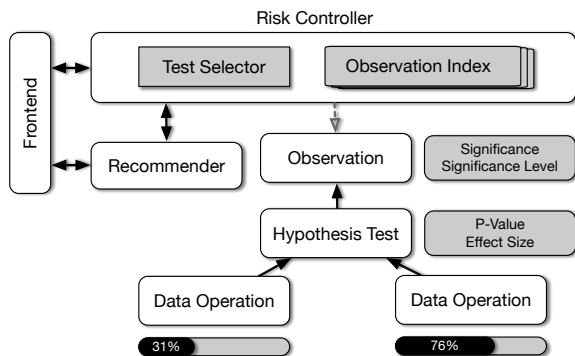 Risk Controller
Frontend
Test Selector
Observation Index
Recommender
Observation
Significance
Significance Level
Hypothesis Test
P-Value
Effect Size
Data Operation
Data Operation
31%
76%